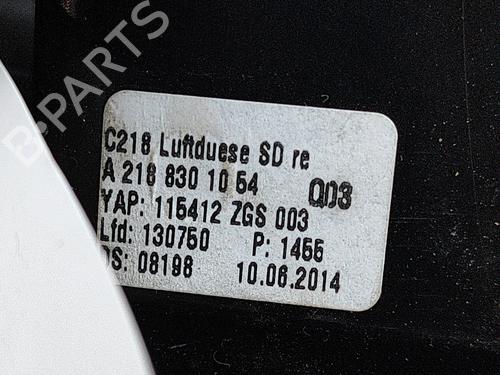 B-PARTS
C218 Luftduese SD re
A 218 830 10 54 003
YAP: 115412 ZGS 003
Lfd: 130750 P: 1455
DS: 08198 10.06.2014